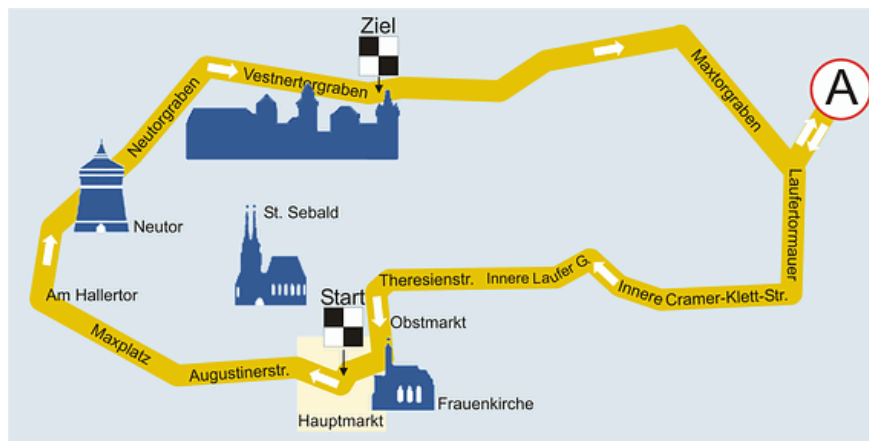 Ziel
Vestnertorgraben
Neutorgraben
Maxtorgraben
A
Neutor
St. Sebald
Laufertormauer
Theresienstr.
Innere Laufer G.
Am Hallertor
Start
Innere Cramer-Klett-Str.
Obstmarkt
Maxplatz
Augustinerstr.
Frauenkirche
Hauptmarkt